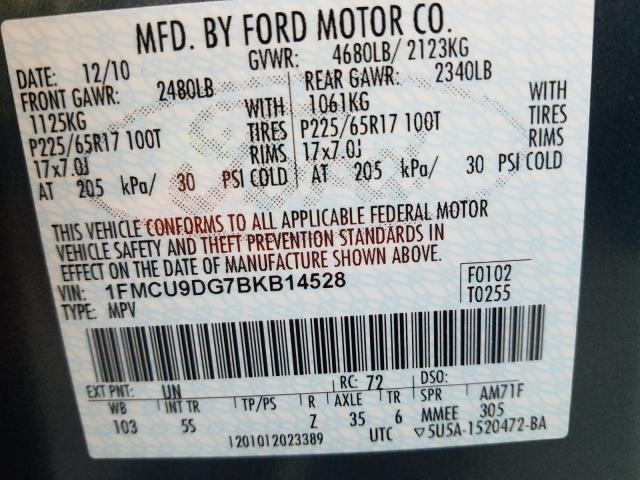 MFD. BY FORD MOTOR CO.
DATE: 12/10 GVWR: 4680LB/ 2123KG
FRONT GAWR: 2480LB REAR GAWR: 2340LB
1125KG WITH 1061KG WITH
P225/65R17 100T TIRES P225/65R17 100T TIRES
17x7.0J RIMS 17x7.0J RIMS
AT 205 kPa/ 30 PSI COLD AT 205 kPa/ 30 PSI COLD
THIS VEHICLE CONFORMS TO ALL APPLICABLE FEDERAL MOTOR
VEHICLE SAFETY AND THEFT PREVENTION STANDARDS IN
EFFECT ON THE DATE OF MANUFACTURE SHOWN ABOVE.
VIN: 1FMCU9DG7BKB14528 F0102
TYPE: MPV T0255
EXT PNT: UN RC: 72 DSO:
WB INT TR TP/PS R AXLE TR SPR AM71F
103 5S Z 35 6 MMEE 305
1201012023389 UTC ▽5U5A-1520472-BA